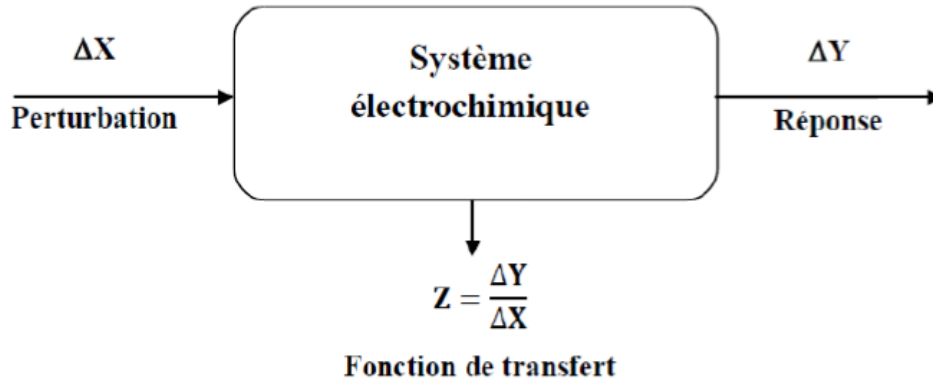 ΔX
Perturbation
Système
électrochimique
ΔY
Réponse
Z = ΔY/ΔX
Fonction de transfert